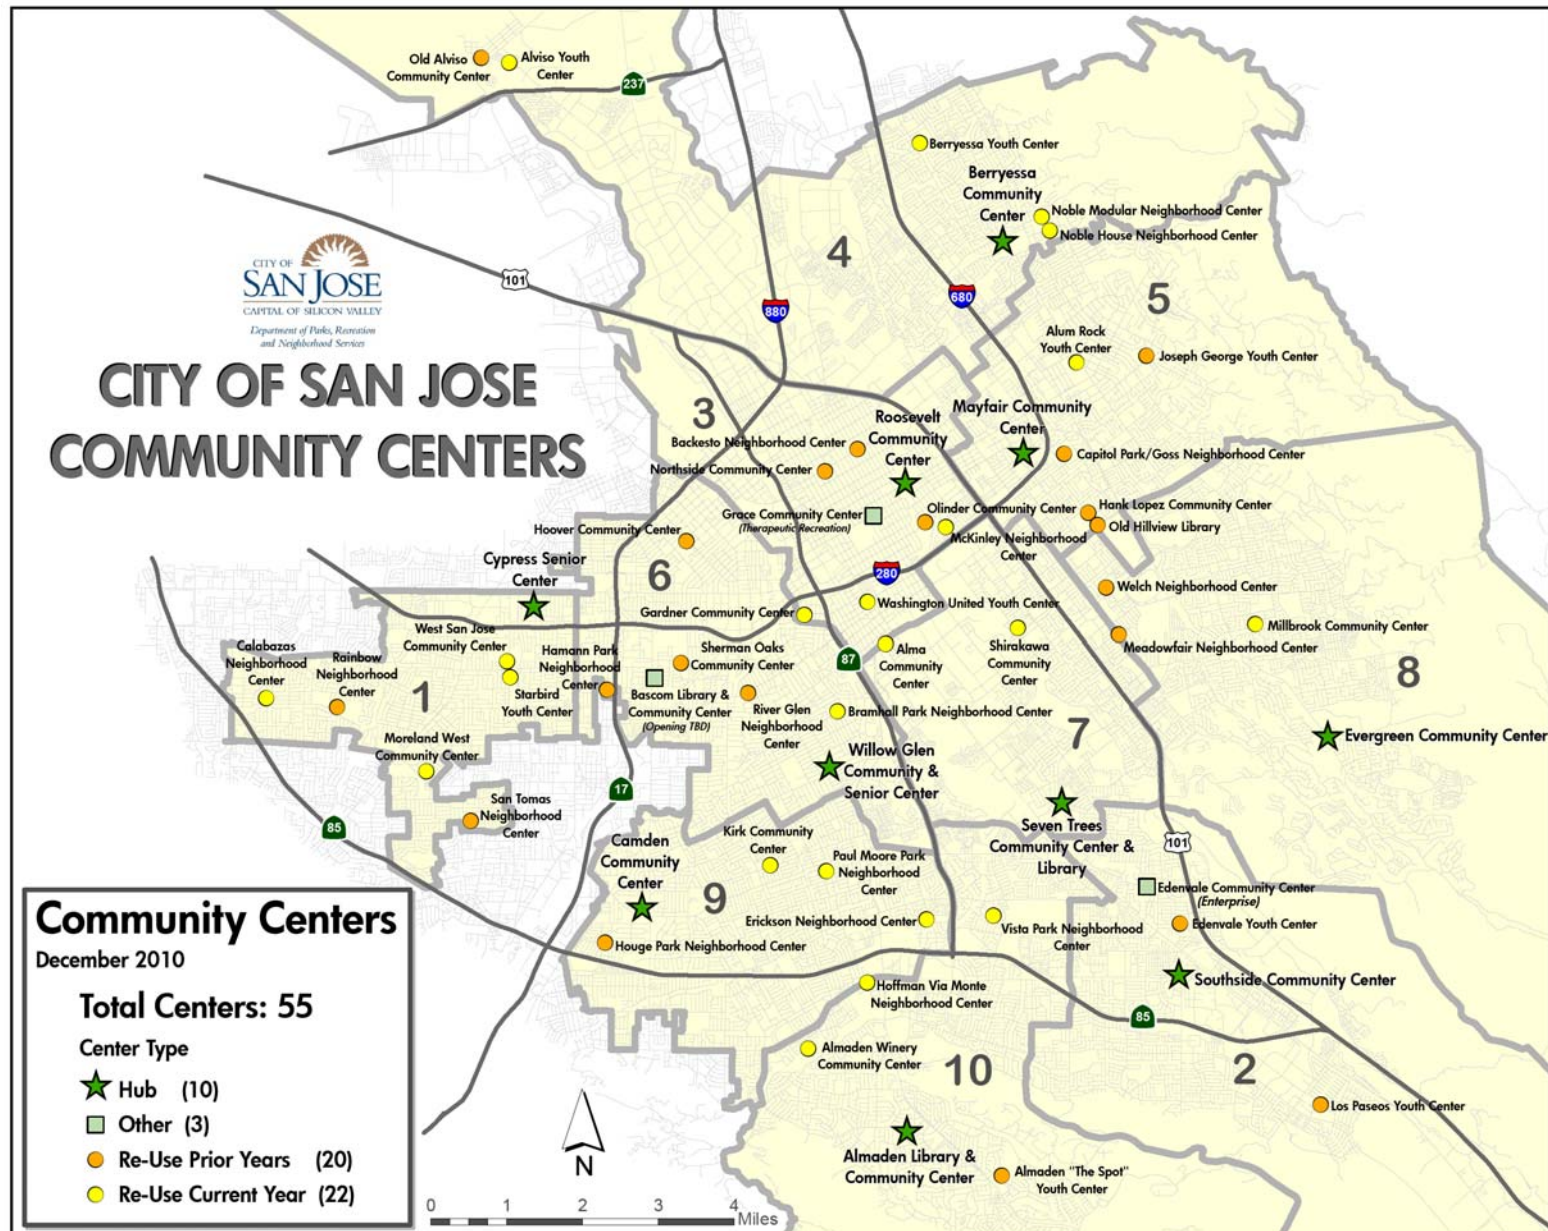 Old Alviso
Community Center
Alviso Youth
Center
237
Berryessa Youth Center
Berryessa
Community
Center
Noble Modular Neighborhood Center
Noble House Neighborhood Center
4
CITY OF
SAN JOSE
CAPITAL OF SILICON VALLEY
Department of Parks, Recreation
and Neighborhood Services
101
880
680
5
CITY OF SAN JOSE
COMMUNITY CENTERS
Alum Rock
Youth Center
Joseph George Youth Center
3
Roosevelt
Community
Center
Mayfair Community
Center
Backesto Neighborhood Center
Northside Community Center
Capitol Park/Goss Neighborhood Center
Grace Community Center
(Therapeutic Recreation)
Olinder Community Center
McKinley Neighborhood
Center
Hank Lopez Community Center
Old Hillview Library
Hoover Community Center
Cypress Senior
Center
6
280
Welch Neighborhood Center
Gardner Community Center
Washington United Youth Center
Millbrook Community Center
Meadowfair Neighborhood Center
Calabazas
Neighborhood
Center
Rainbow
Neighborhood
Center
West San Jose
Community Center
Starbird
Youth Center
Hamann Park
Neighborhood
Center
Sherman Oaks
Community Center
Bascom Library &
Community Center
(Opening TBD)
River Glen
Neighborhood
Center
87
Alma
Community
Center
Shirakawa
Community
Center
1
8
Bramhall Park Neighborhood Center
7
Moreland West
Community Center
Willow Glen
Community &
Senior Center
Evergreen Community Center
17
San Tomas
Neighborhood
Center
85
Camden
Community
Center
Kirk Community
Center
Paul Moore Park
Neighborhood
Center
Seven Trees
Community Center &
Library
101
9
Edenvale Community Center
(Enterprise)
Erickson Neighborhood Center
Vista Park Neighborhood
Center
Edenvale Youth Center
Houge Park Neighborhood Center
Southside Community Center
Hoffman Via Monte
Neighborhood Center
85
Almaden Winery
Community Center
10
2
Los Paseos Youth Center
Almaden Library &
Community Center
Almaden "The Spot"
Youth Center
Community Centers
December 2010
Total Centers: 55
Center Type
Hub (10)
Other (3)
Re-Use Prior Years (20)
Re-Use Current Year (22)
N
0 1 2 3 4
Miles